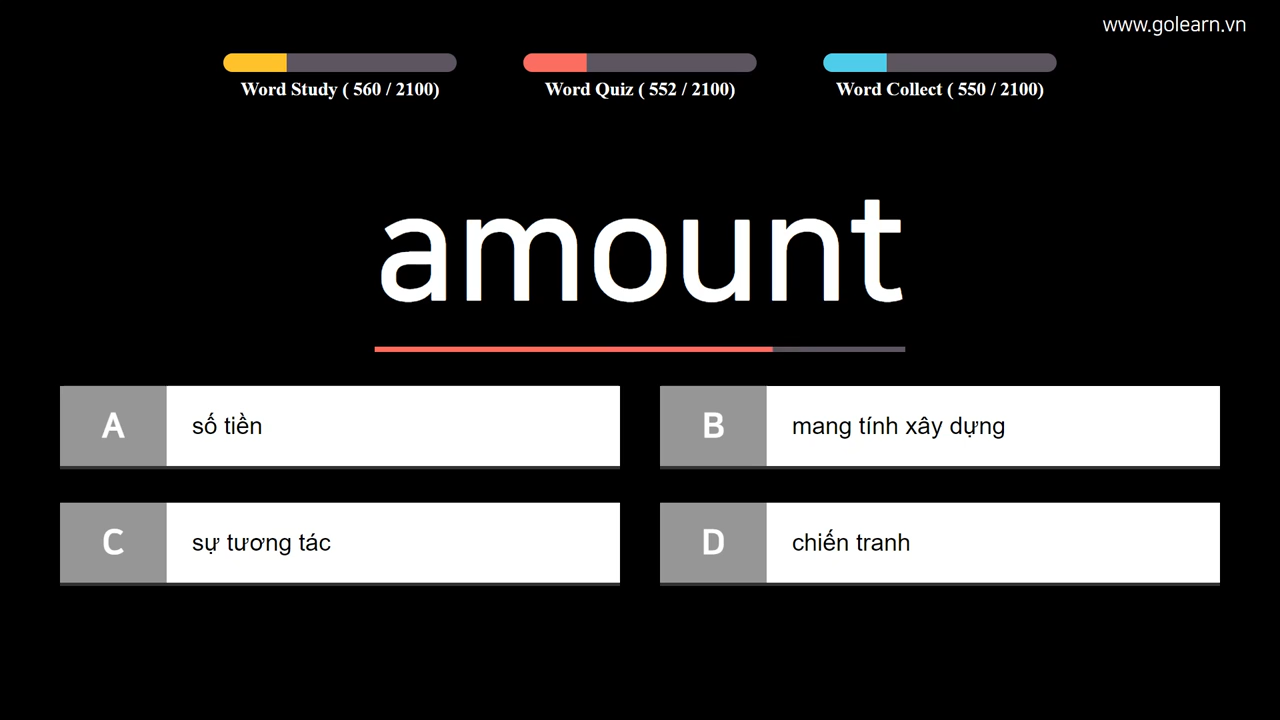 www.golearn.vn
Word Study ( 560 / 2100)
Word Quiz ( 552 / 2100)
Word Collect ( 550 / 2100)
amount
A
số tiền
B
mang tính xây dựng
C
sự tương tác
D
chiến tranh